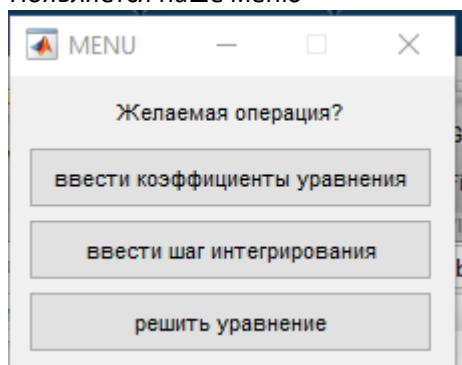 Появляется наше меню
MENU
Желаемая операция?
ввести коэффициенты уравнения
ввести шаг интегрирования
решить уравнение